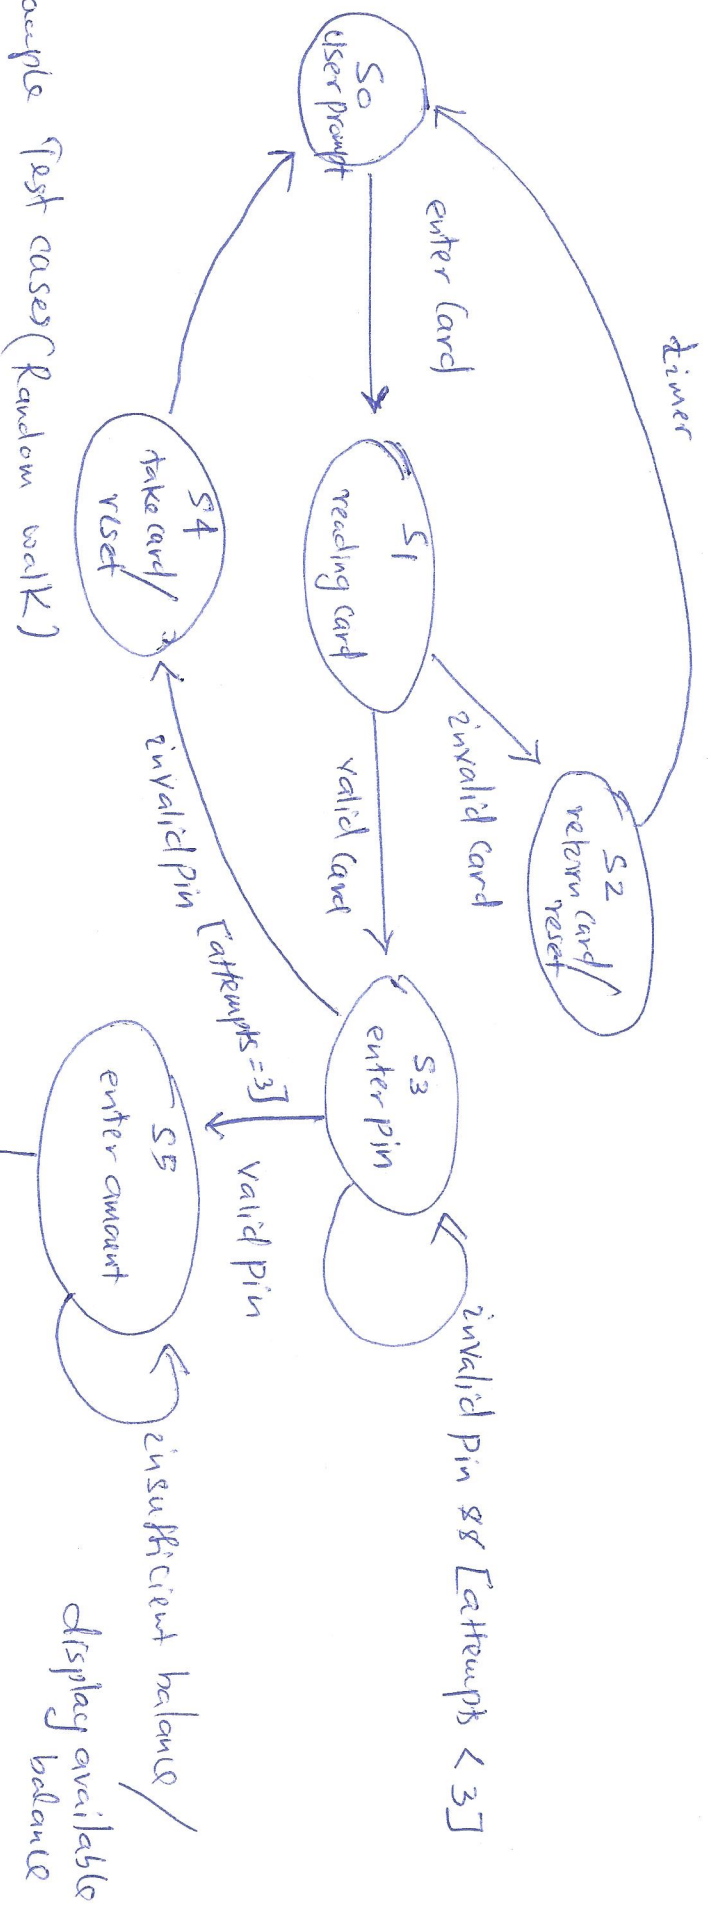 timer
S2
return card/
reset
enter Card
invalid card
invalid pin && [attempts < 3]
S0
user prompt
S1
reading card
valid card
S3
enter pin
invalid pin [attempts=3]
valid pin
S4
take card/
reset
S5
enter amount
insufficient balance/
display available
balance
ample Test cases (Random walk)